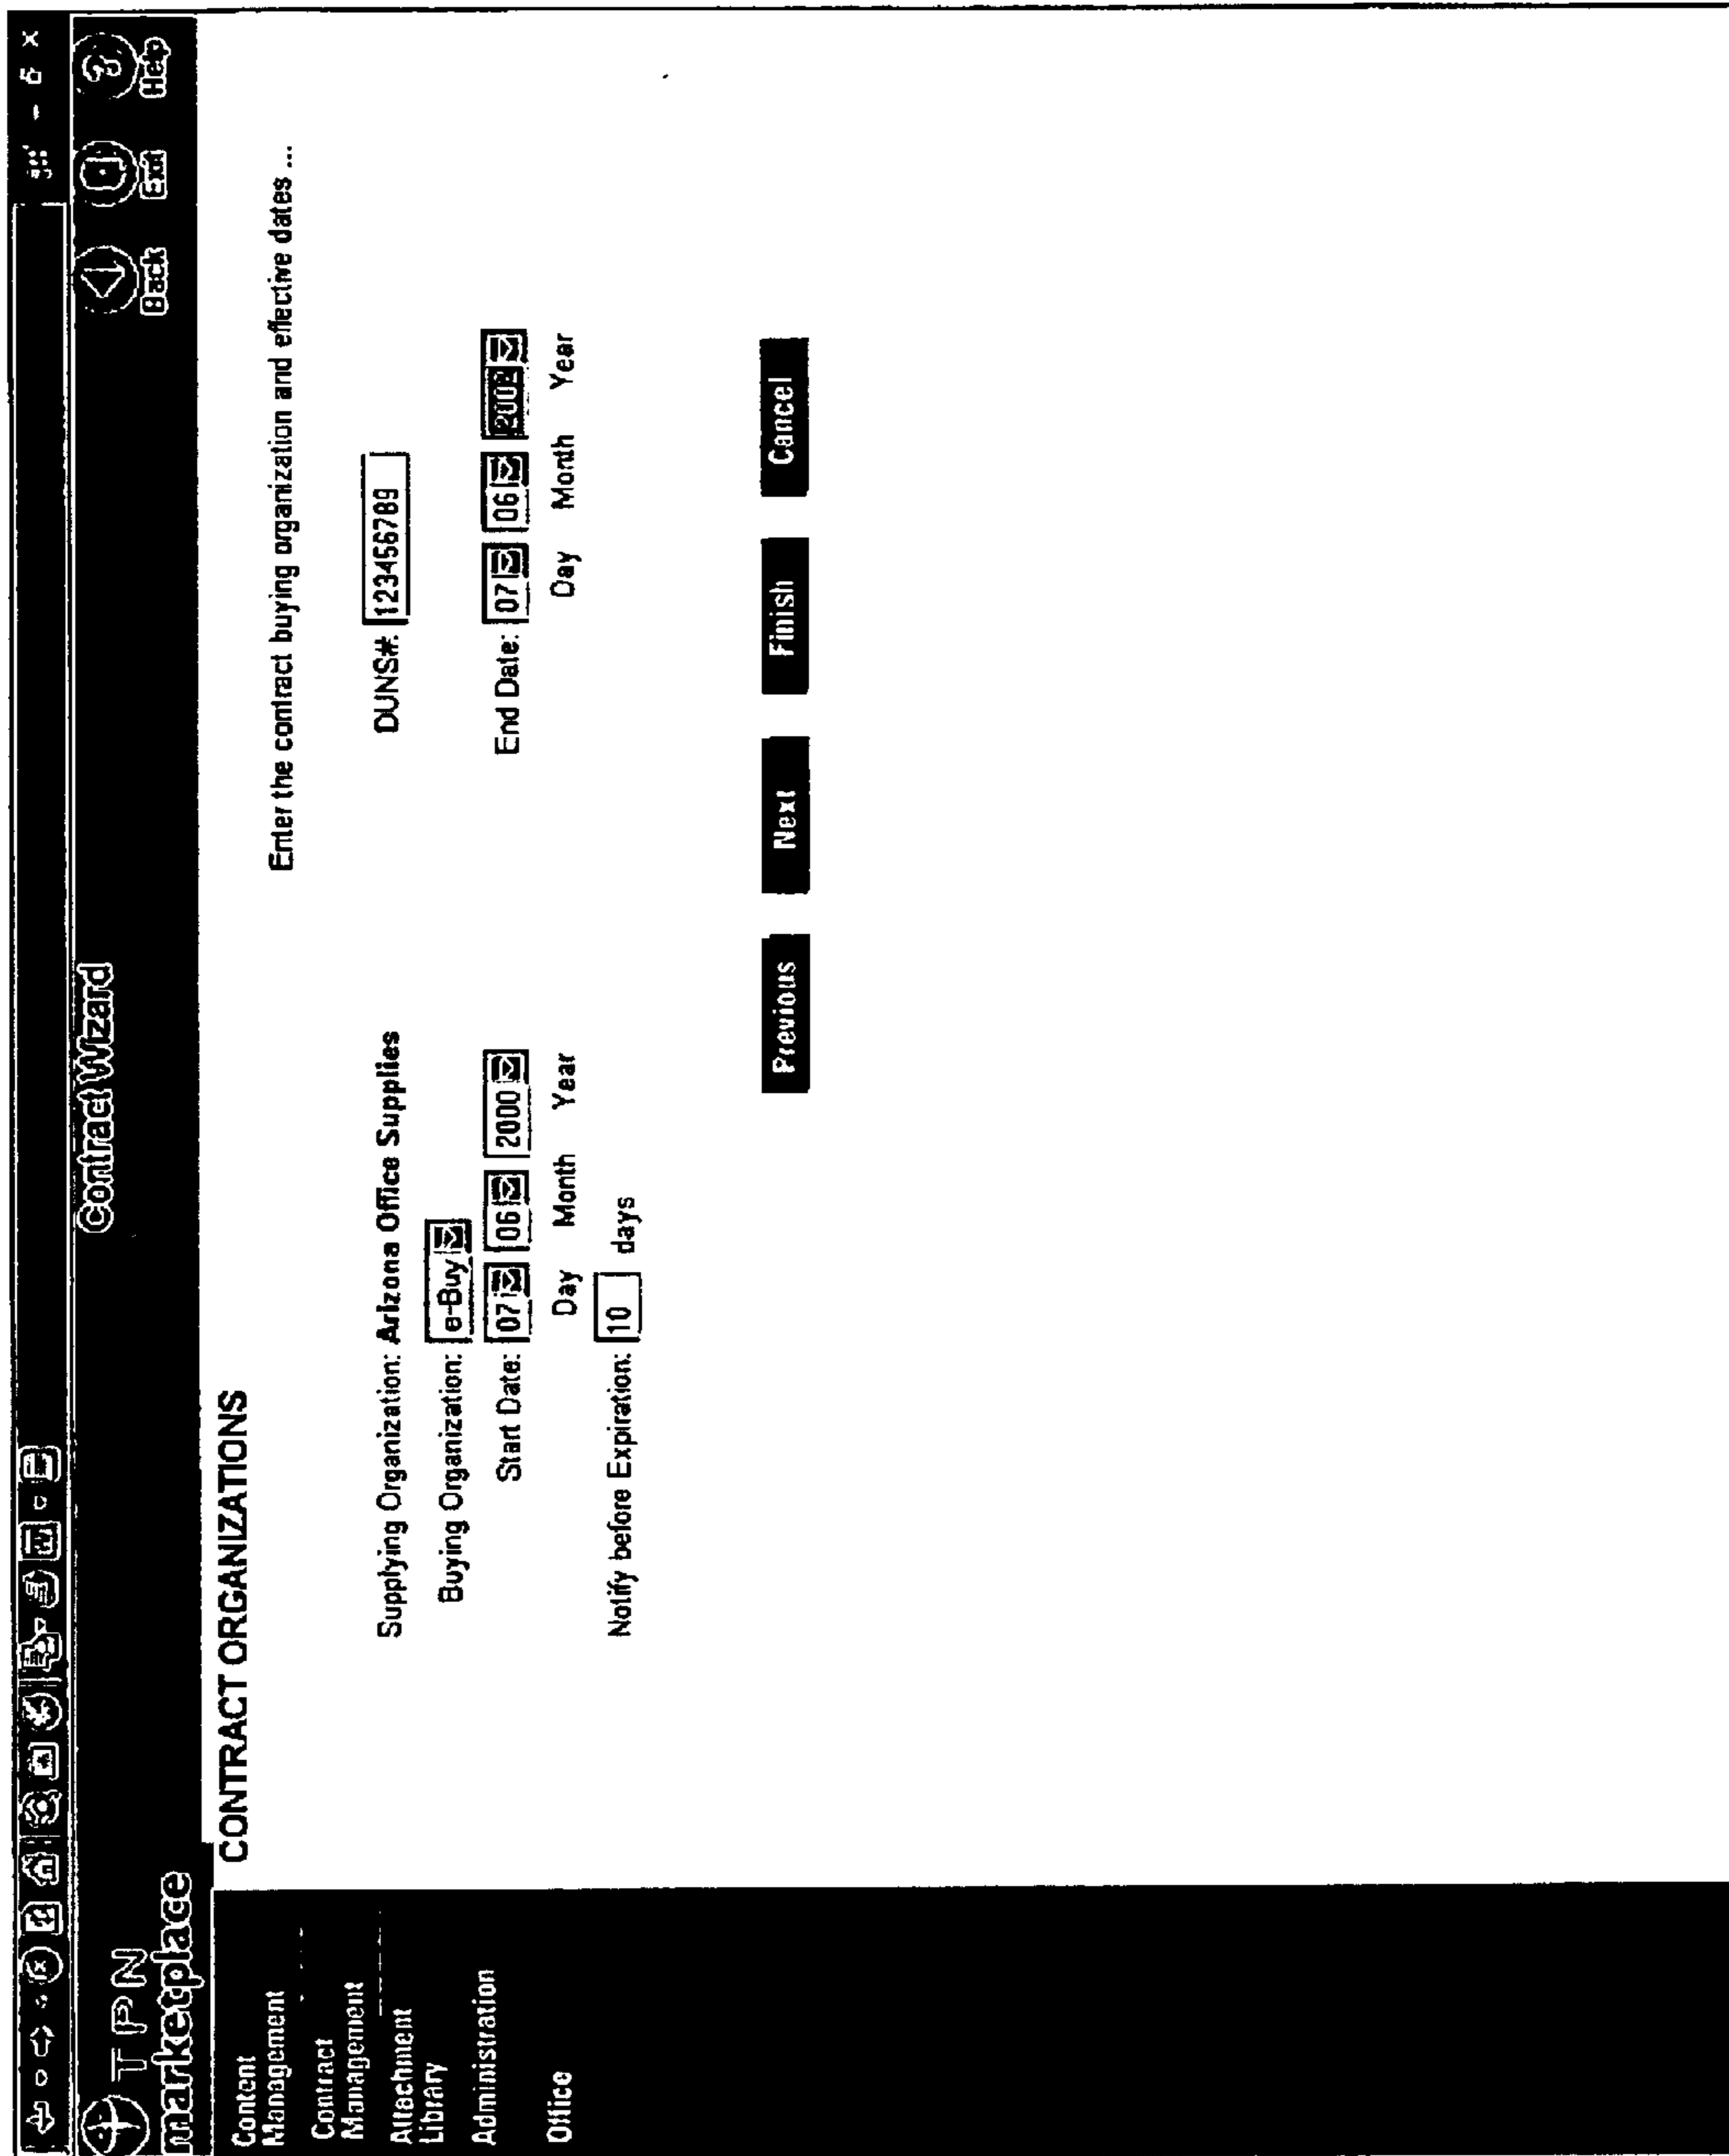 TPN
marketplace
Contract Wizard
Back Exit Help
Content
Management
Contract
Management
Attachment
Library
Administration
Office
CONTRACT ORGANIZATIONS
Enter the contract buying organization and effective dates ...
Supplying Organization: Arizona Office Supplies DUNS#: 123456789
Buying Organization: e-Buy
Start Date: 07 06 2000 End Date: 07 06
Day Month Year Day Month Year
Notify before Expiration: 10 days
Previous Next Finish Cancel